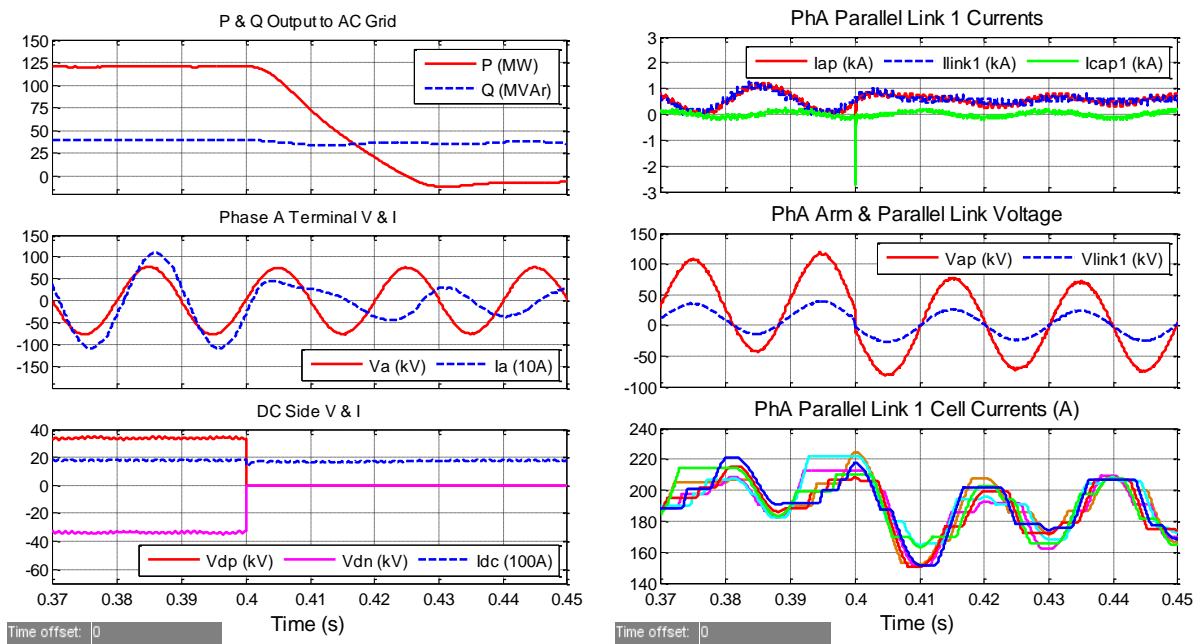 P & Q Output to AC Grid
150
125
100
75
50
25
0
P (MW)
Q (MVAr)
Phase A Terminal V & I
150
100
50
0
-50
-100
-150
Va (kV) Ia (10A)
DC Side V & I
40
20
0
-20
-40
-60
Vdp (kV) Vdn (kV) Idc (100A)
0.37 0.38 0.39 0.4 0.41 0.42 0.43 0.44 0.45
Time (s)
Time offset: 0
PhA Parallel Link 1 Currents
3
2
1
0
-1
-2
-3
Iap (kA) Ilink1 (kA) Icap1 (kA)
PhA Arm & Parallel Link Voltage
150
100
50
0
-50
-100
Vap (kV) Vlink1 (kV)
PhA Parallel Link 1 Cell Currents (A)
240
220
200
180
160
140
0.37 0.38 0.39 0.4 0.41 0.42 0.43 0.44 0.45
Time (s)
Time offset: 0